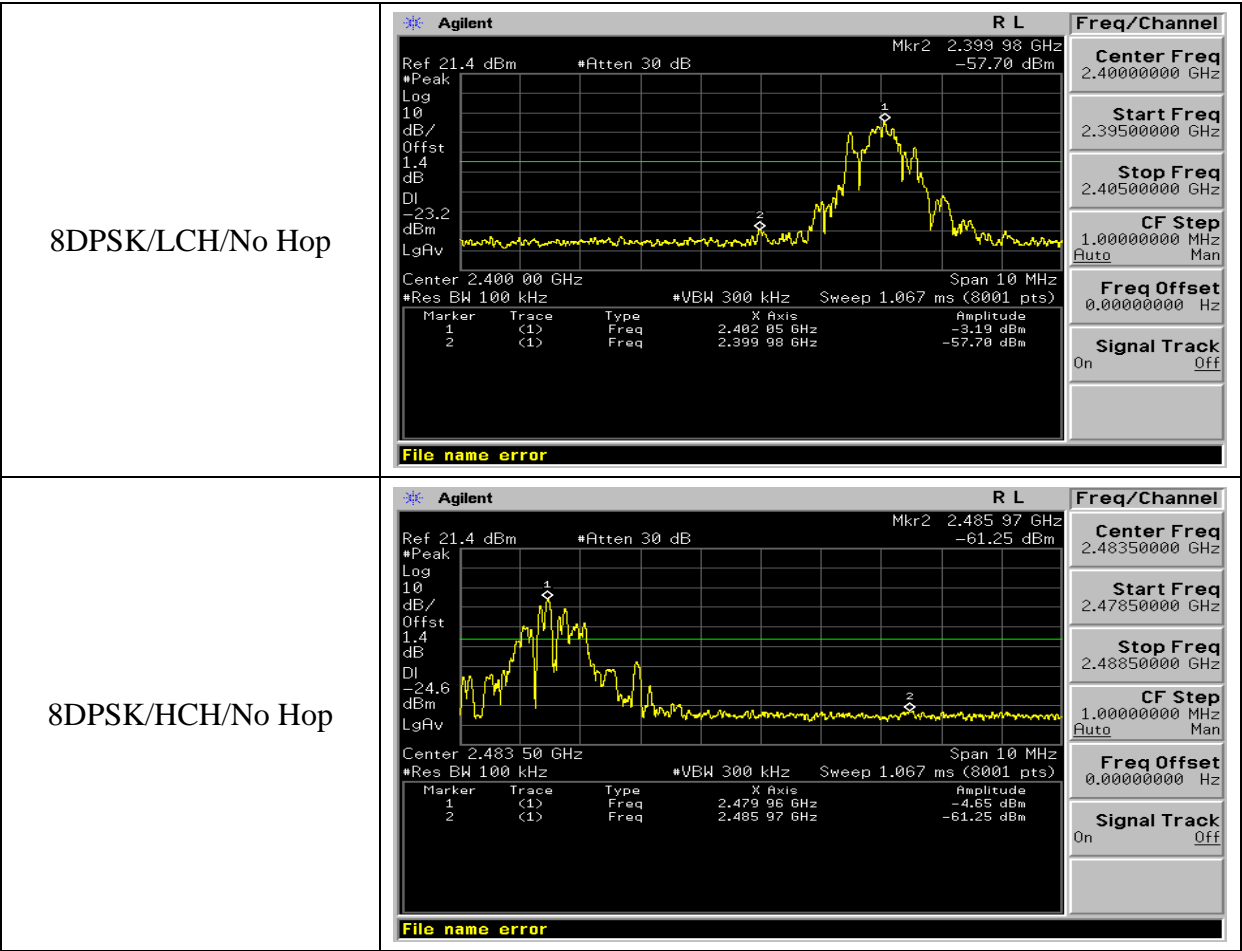 8DPSK/LCH/No Hop
Agilent R L Freq/Channel
Mkr2 2.399 98 GHz
Ref 21.4 dBm #Atten 30 dB -57.70 dBm
#Peak
Log
10
dB/
Offst
1.4
dB
DI
-23.2
dBm
LgAv
1
2
Center 2.400 00 GHz Span 10 MHz
#Res BW 100 kHz #VBW 300 kHz Sweep 1.067 ms (8001 pts)
Marker Trace Type X Axis Amplitude
1 (1) Freq 2.402 05 GHz -3.19 dBm
2 (1) Freq 2.399 98 GHz -57.70 dBm
File name error
Center Freq
2.40000000 GHz
Start Freq
2.39500000 GHz
Stop Freq
2.40500000 GHz
CF Step
1.00000000 MHz
Auto Man
Freq Offset
0.00000000 Hz
Signal Track
On Off
8DPSK/HCH/No Hop
Agilent R L Freq/Channel
Mkr2 2.485 97 GHz
Ref 21.4 dBm #Atten 30 dB -61.25 dBm
#Peak
Log
10
dB/
Offst
1.4
dB
DI
-24.6
dBm
LgAv
1
2
Center 2.483 50 GHz Span 10 MHz
#Res BW 100 kHz #VBW 300 kHz Sweep 1.067 ms (8001 pts)
Marker Trace Type X Axis Amplitude
1 (1) Freq 2.479 96 GHz -4.65 dBm
2 (1) Freq 2.485 97 GHz -61.25 dBm
File name error
Center Freq
2.48350000 GHz
Start Freq
2.47850000 GHz
Stop Freq
2.48850000 GHz
CF Step
1.00000000 MHz
Auto Man
Freq Offset
0.00000000 Hz
Signal Track
On Off